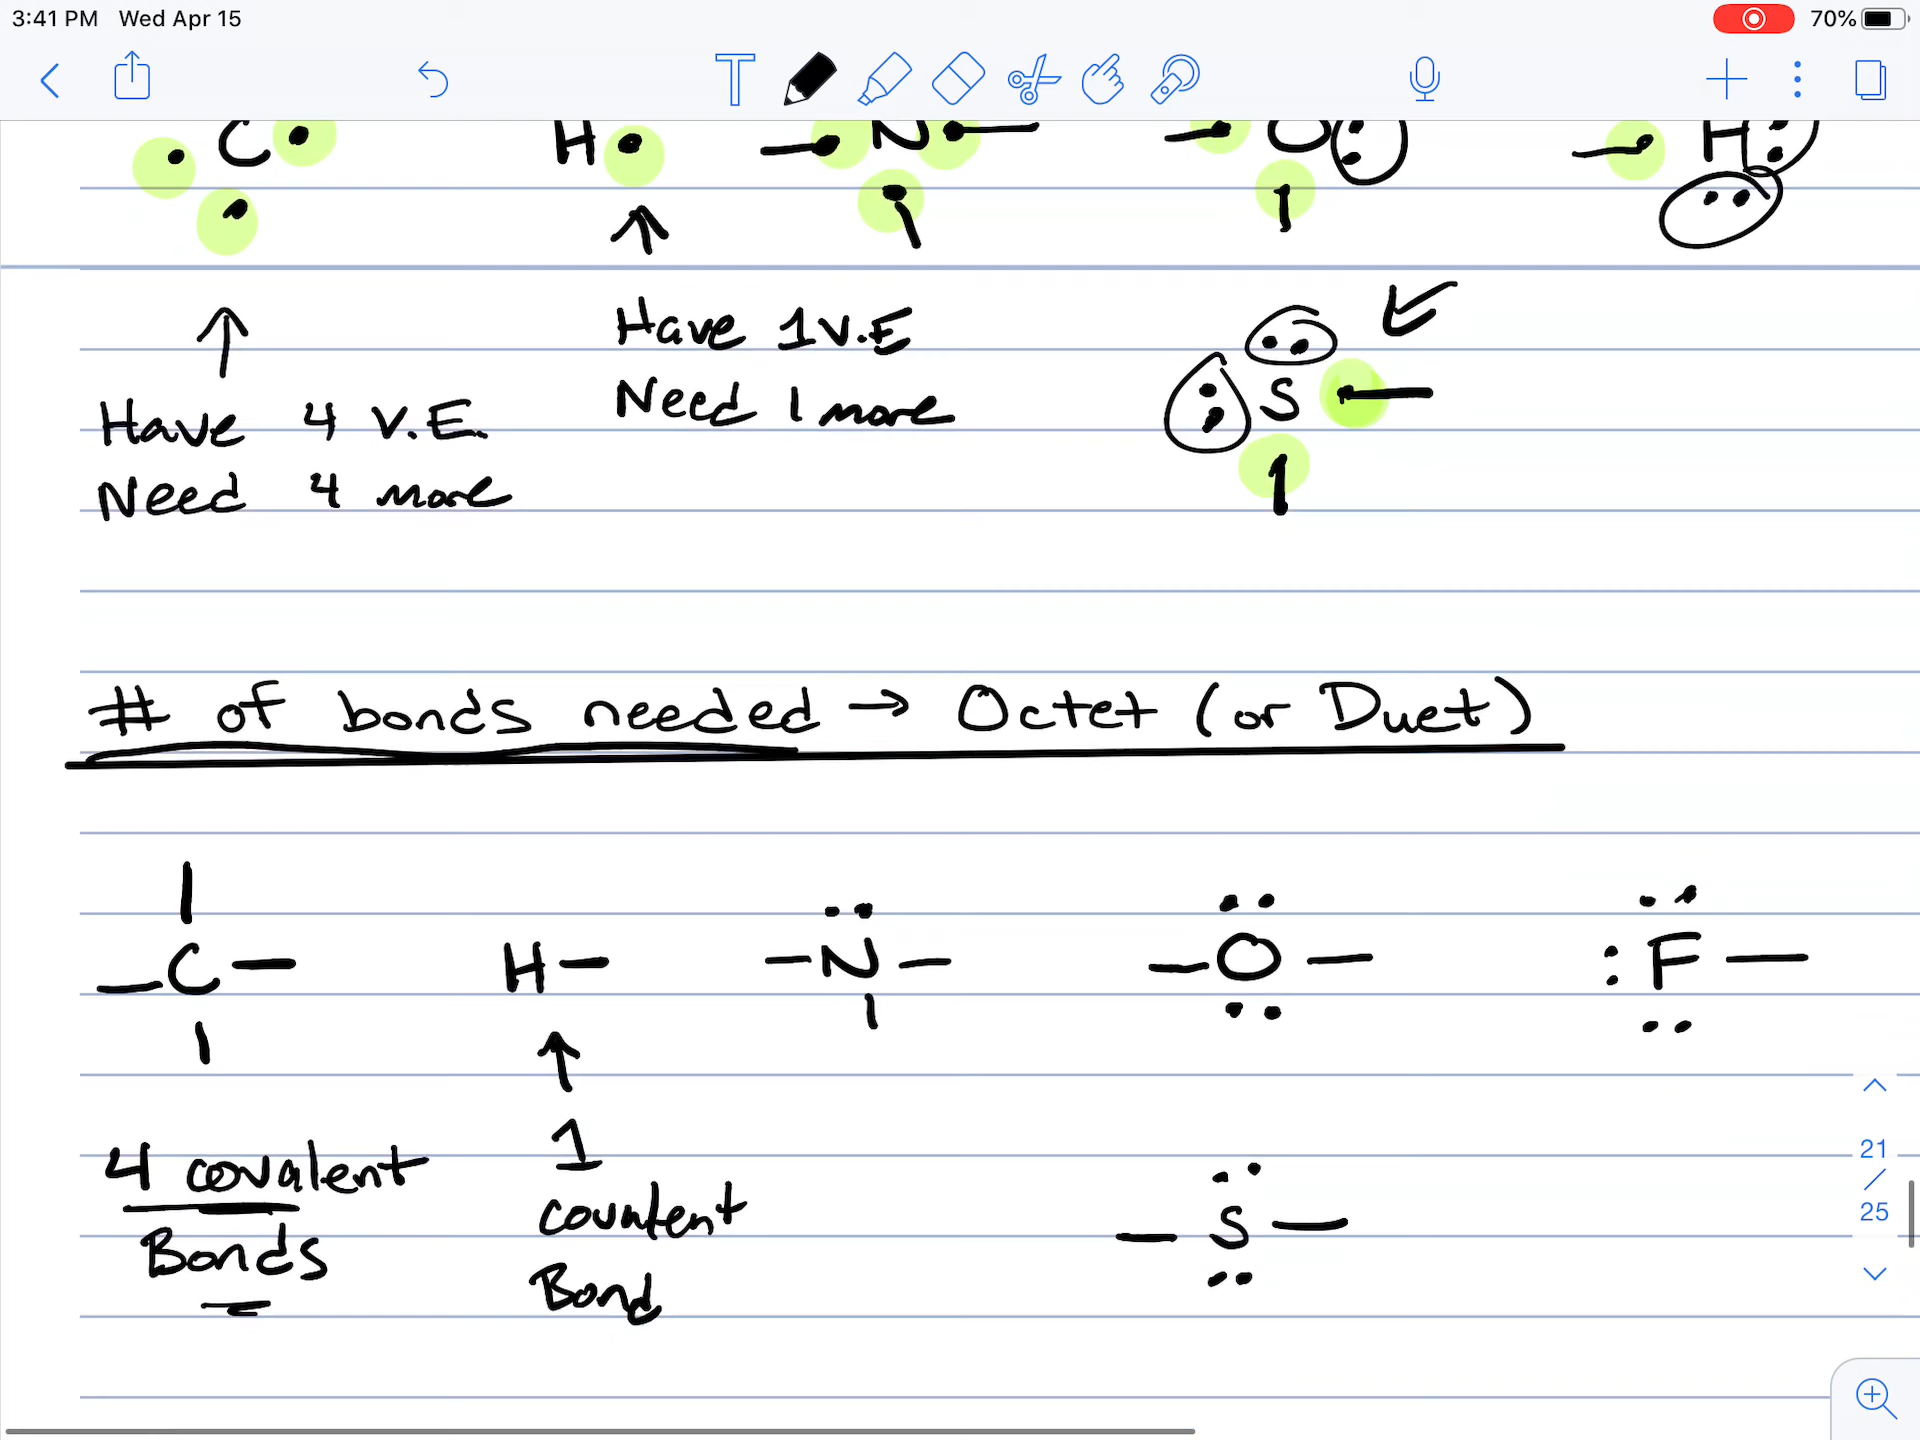 3:41 PM Wed Apr 15
70%
T
C H N O H
Have 1 V.E
Need 1 more
S
Have 4 V.E.
Need 4 more
# of bonds needed → Octet (or Duet)
C H N O F
4 covalent
Bonds
1
covalent
Bond
S
21
/
25